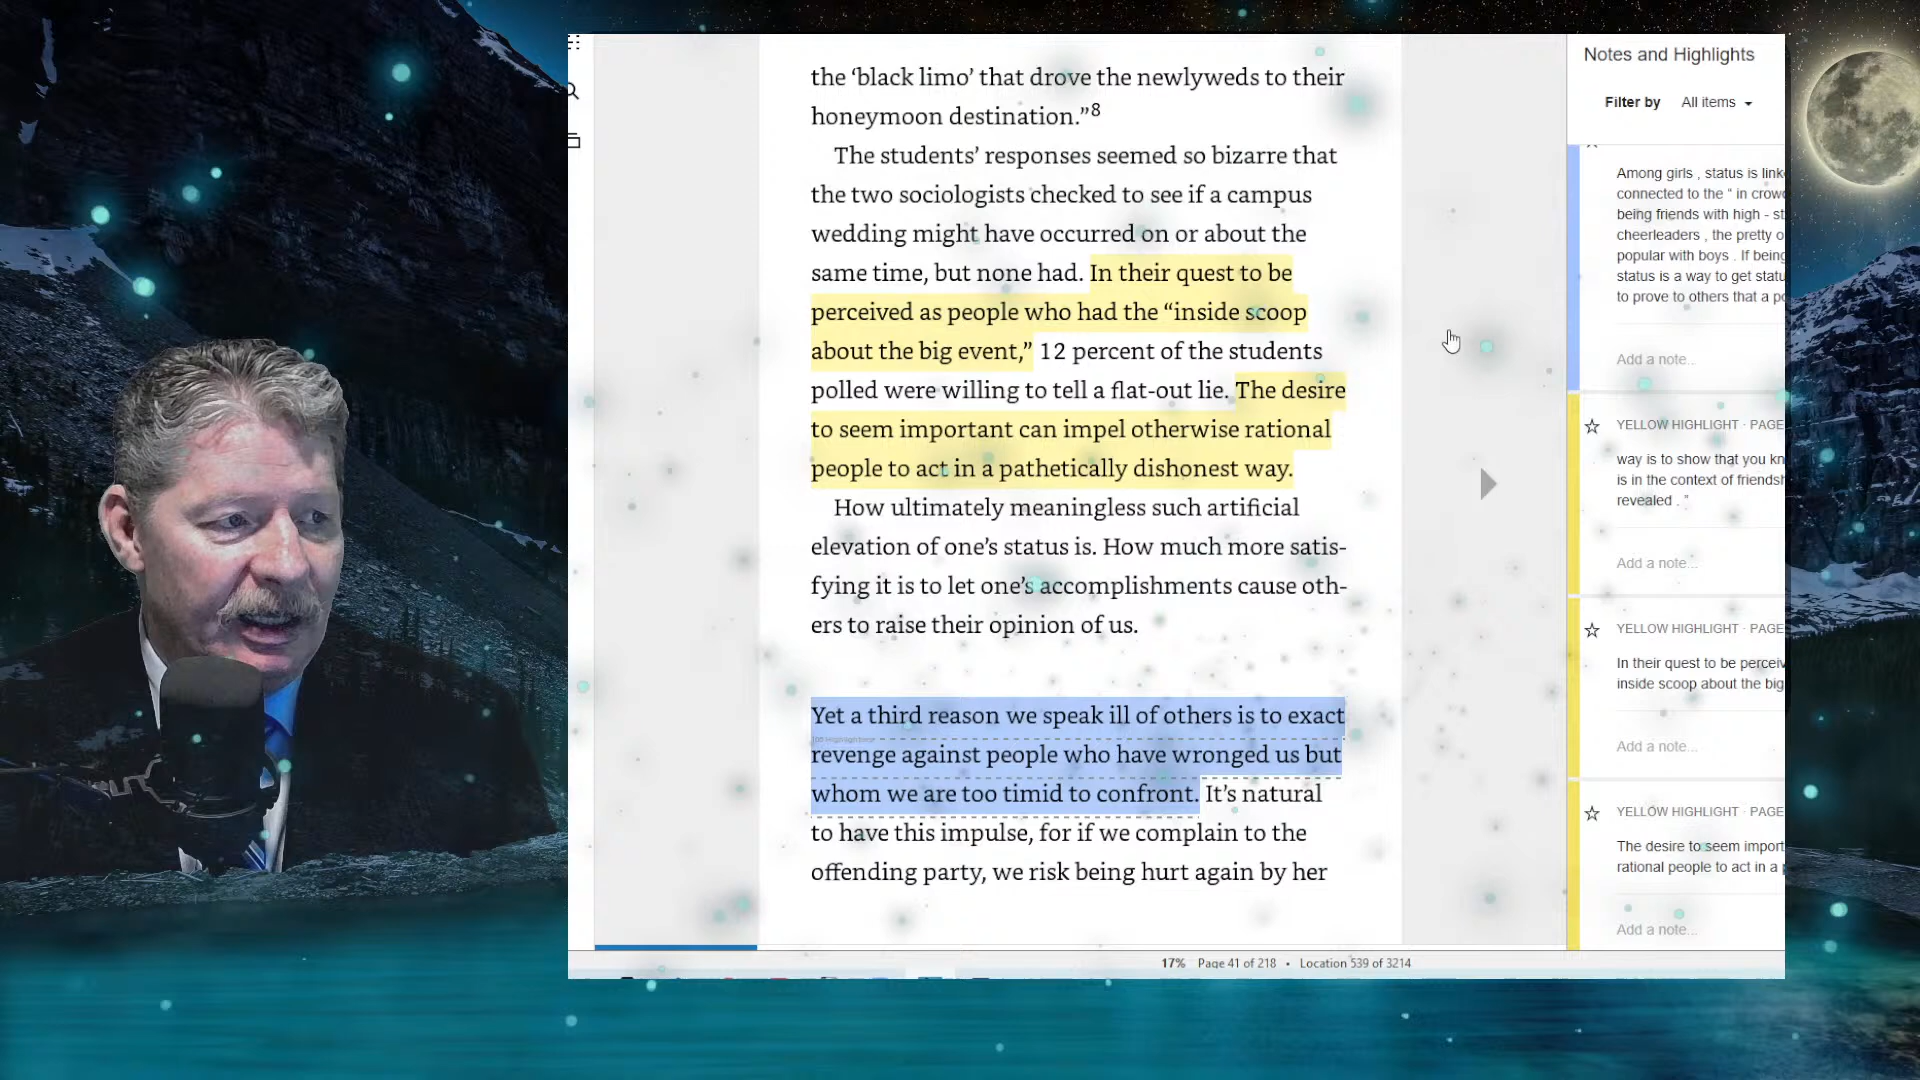 the ‘black limo’ that drove the newlyweds to their
honeymoon destination.”8
The students’ responses seemed so bizarre that
the two sociologists checked to see if a campus
wedding might have occurred on or about the
same time, but none had. In their quest to be
perceived as people who had the “inside scoop
about the big event,” 12 percent of the students
polled were willing to tell a flat-out lie. The desire
to seem important can impel otherwise rational
people to act in a pathetically dishonest way.
How ultimately meaningless such artificial
elevation of one’s status is. How much more satis-
fying it is to let one’s accomplishments cause oth-
ers to raise their opinion of us.
Yet a third reason we speak ill of others is to exact
revenge against people who have wronged us but
whom we are too timid to confront. It’s natural
to have this impulse, for if we complain to the
offending party, we risk being hurt again by her
17% Page 41 of 218 • Location 539 of 3214
Notes and Highlights
Filter by All items
Among girls , status is link
connected to the “ in crow
being friends with high - st
cheerleaders , the pretty o
popular with boys . If being
status is a way to get statu
to prove to others that a po
Add a note...
YELLOW HIGHLIGHT · PAGE
way is to show that you kn
is in the context of friendsh
revealed . ”
Add a note...
YELLOW HIGHLIGHT · PAGE
In their quest to be perceiv
inside scoop about the big
Add a note...
YELLOW HIGHLIGHT · PAGE
The desire to seem import
rational people to act in a p
Add a note...